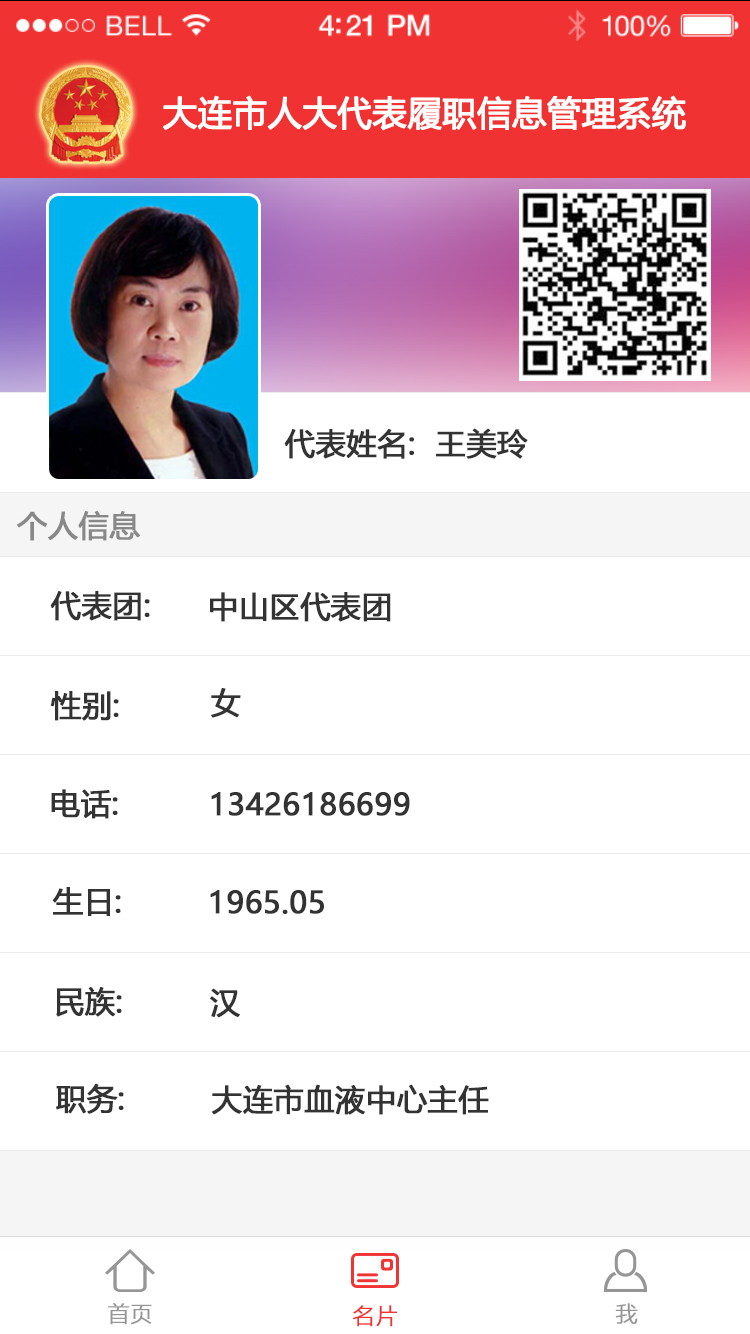 BELL 4:21 PM 100%
大连市人大代表履职信息管理系统
代表姓名: 王美玲
个人信息
代表团: 中山区代表团
性别: 女
电话: 13426186699
生日: 1965.05
民族: 汉
职务: 大连市血液中心主任
首页 名片 我